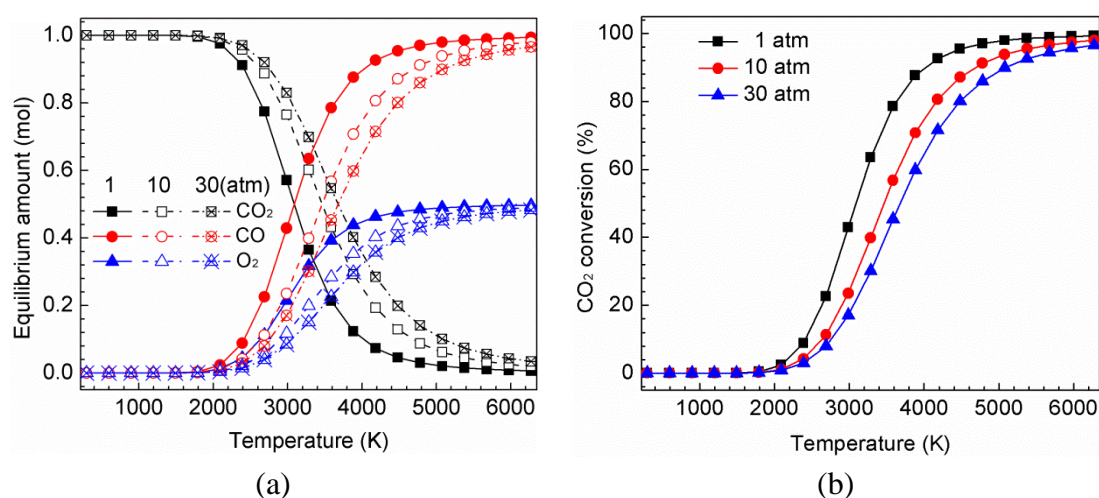 Equilibrium amount (mol)
1.0
0.8
0.6
0.4
0.2
0.0
1 10 30(atm)
CO₂
CO
O₂
1000 2000 3000 4000 5000 6000
Temperature (K)
(a)
CO₂ conversion (%)
100
80
60
40
20
0
1 atm
10 atm
30 atm
1000 2000 3000 4000 5000 6000
Temperature (K)
(b)